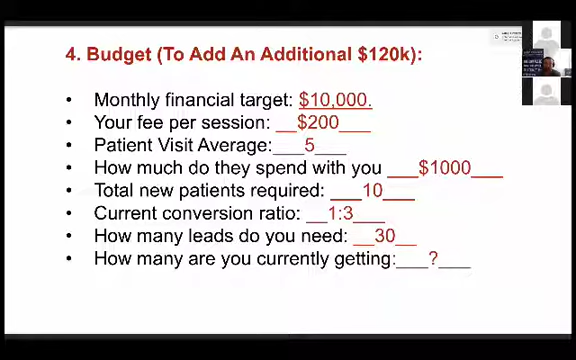 4. Budget (To Add An Additional $120k):
• Monthly financial target: $10,000.
• Your fee per session: __$200___
• Patient Visit Average:___5___
• How much do they spend with you ___$1000___
• Total new patients required: ___10___
• Current conversion ratio: __1:3___
• How many leads do you need: __30__
• How many are you currently getting:___?___